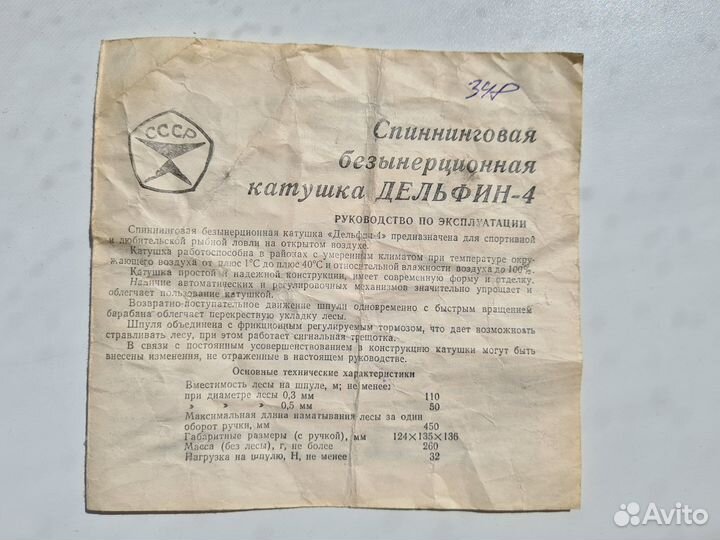 348
СССР
Спиннинговая
безынерционная
катушка ДЕЛЬФИН-4
РУКОВОДСТВО ПО ЭКСПЛУАТАЦИИ
Спиннинговая безынерционная катушка «Дельфин-4» предназначена для спортивной
и любительской рыбной ловли на открытом воздухе.
Катушка работоспособна в районах с умеренным климатом при температуре окру-
жающего воздуха от плюс 1°С до плюс 40°С и относительной влажности воздуха до 100%.
Катушка простой и надежной конструкции, имеет современную форму и отделку.
Наличие автоматических и регулировочных механизмов значительно упрощает и
облегчает пользование катушкой.
Возвратно-поступательное движение шпули одновременно с быстрым вращением
барабана облегчает перекрестную укладку лесы.
Шпуля объединена с фрикционным регулируемым тормозом, что дает возможность
стравливать лесу, при этом работает сигнальная трещотка.
В связи с постоянным усовершенствованием в конструкцию катушки могут быть
внесены изменения, не отраженные в настоящем руководстве.
Основные технические характеристики
Вместимость лесы на шпуле, м; не менее:
при диаметре лесы 0,3 мм 110
» » » 0,5 мм 50
Максимальная длина наматывания лесы за один
оборот ручки, мм 450
Габаритные размеры (с ручкой), мм 124×135×136
Масса (без лесы), г, не более 260
Нагрузка на шпулю, Н, не менее 32
Avito